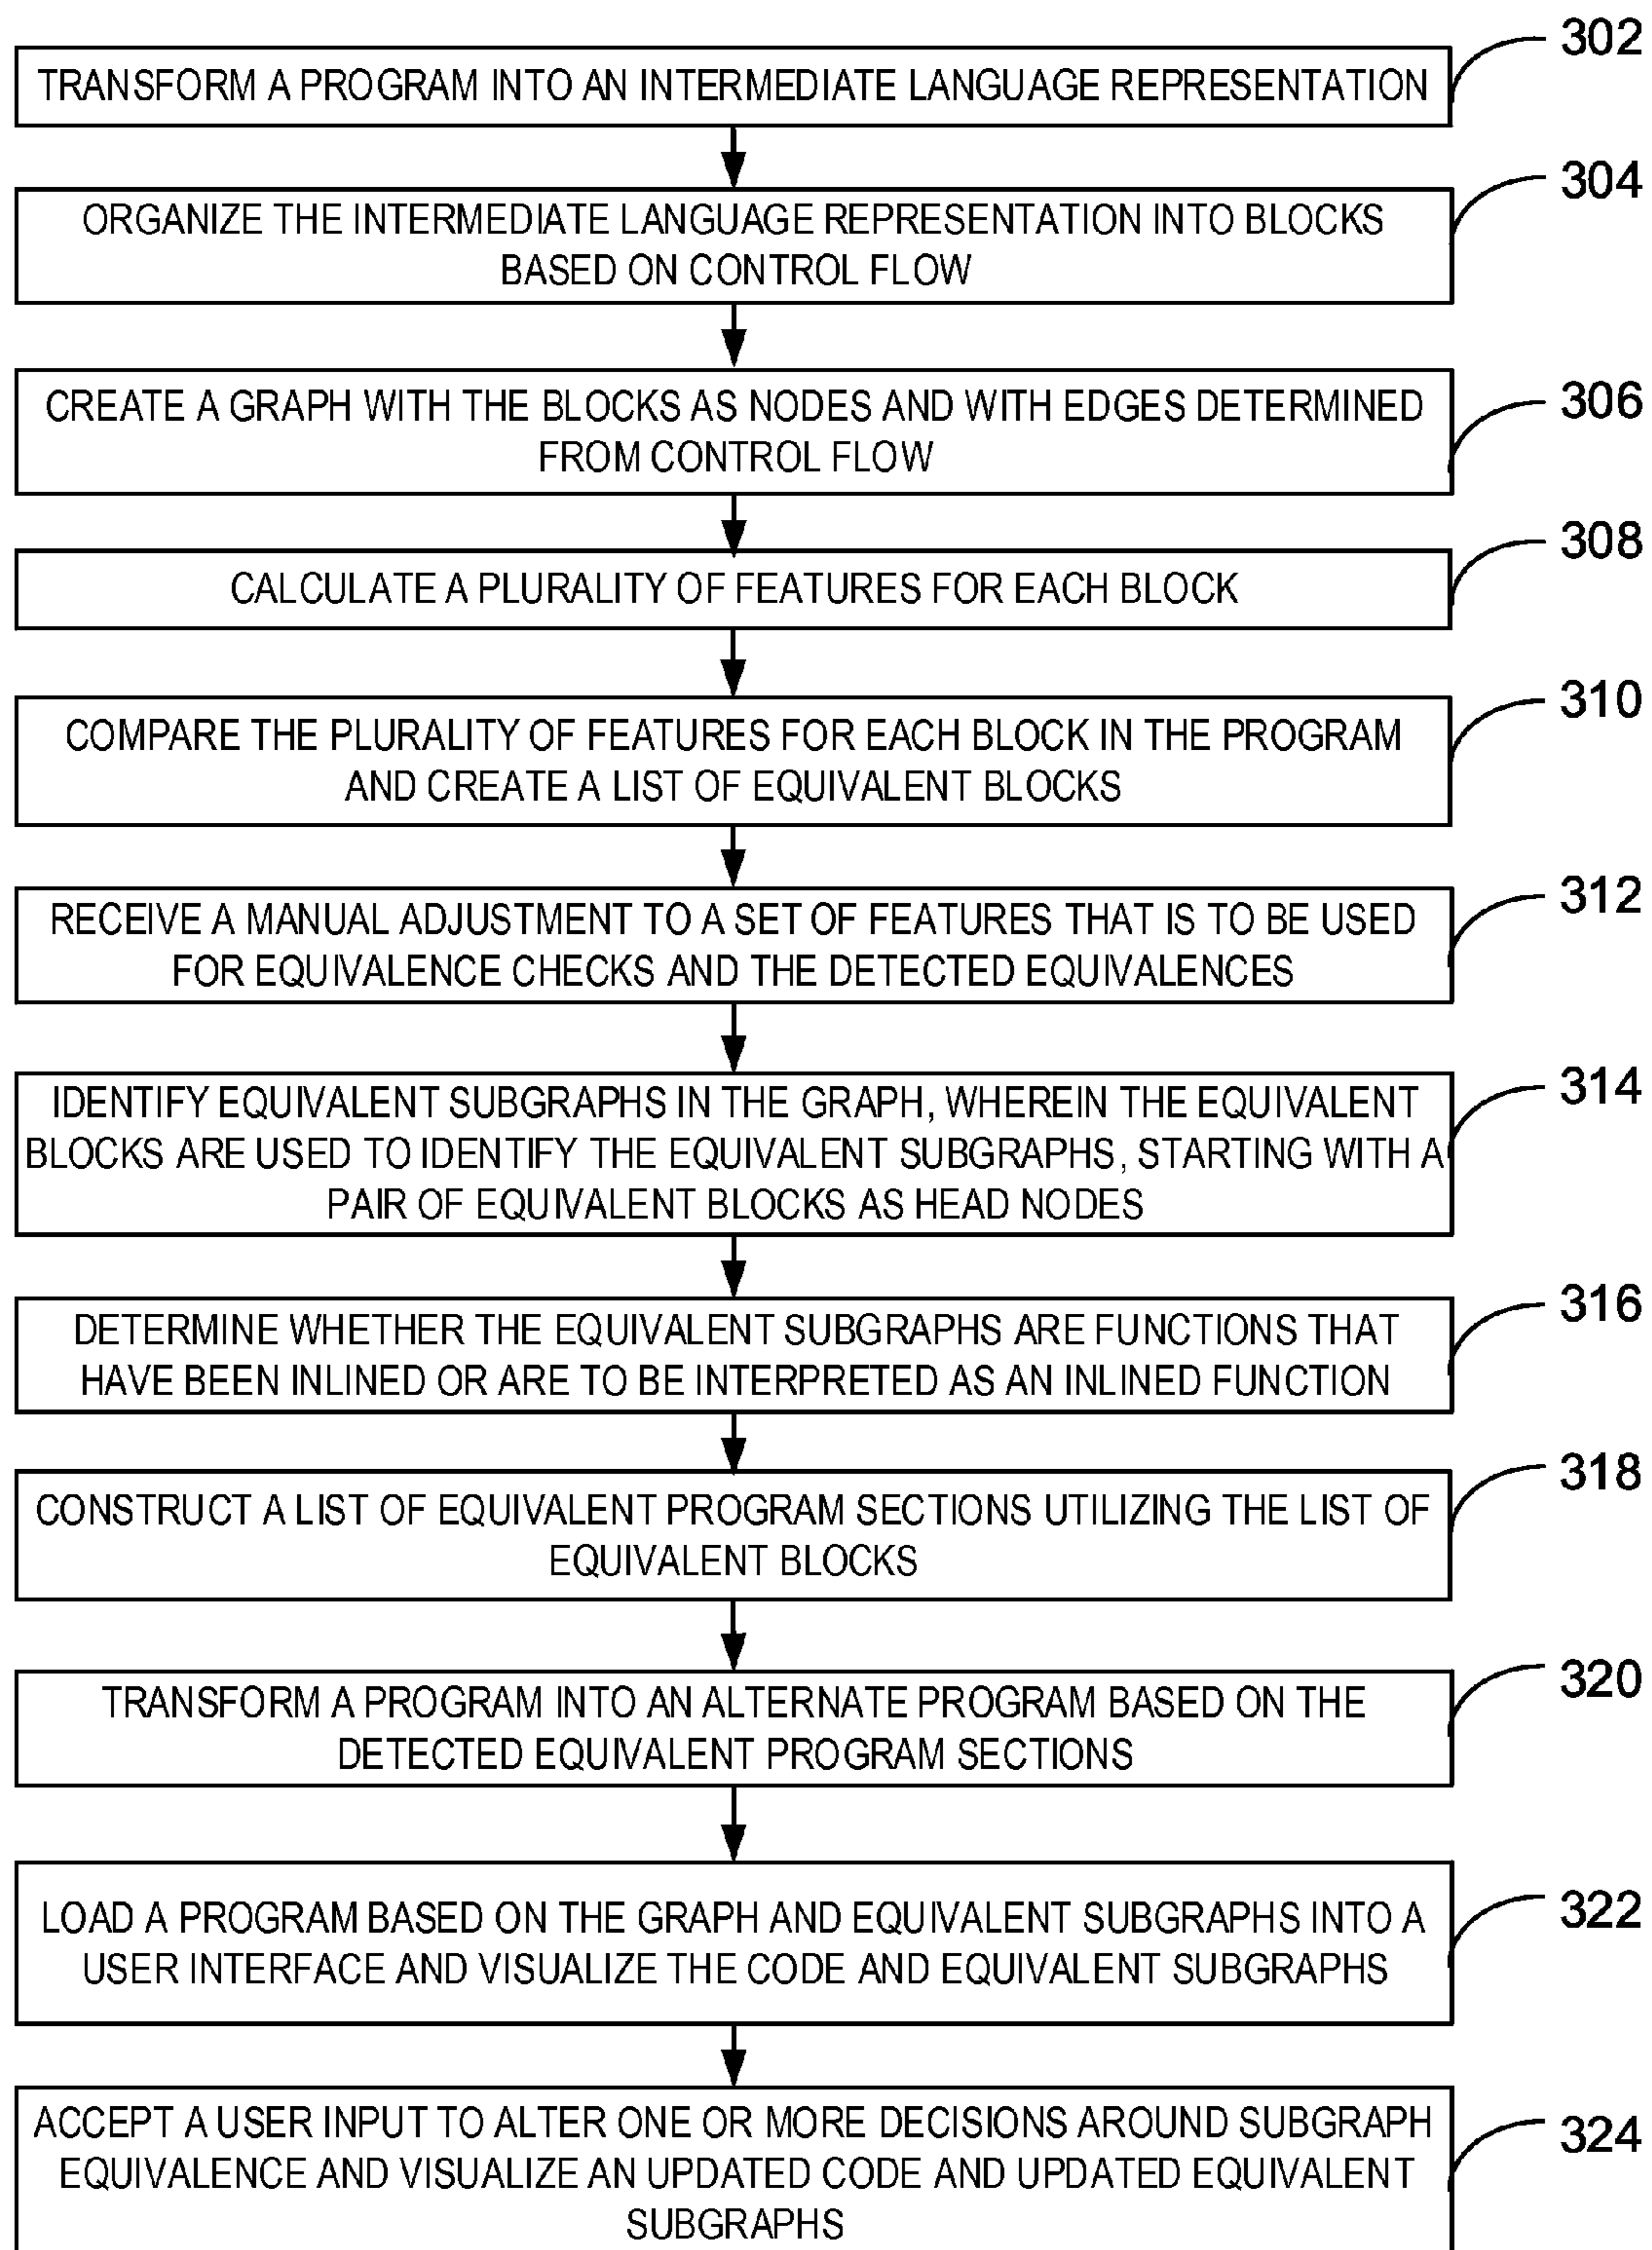 302
TRANSFORM A PROGRAM INTO AN INTERMEDIATE LANGUAGE REPRESENTATION
304
ORGANIZE THE INTERMEDIATE LANGUAGE REPRESENTATION INTO BLOCKS
BASED ON CONTROL FLOW
306
CREATE A GRAPH WITH THE BLOCKS AS NODES AND WITH EDGES DETERMINED
FROM CONTROL FLOW
308
CALCULATE A PLURALITY OF FEATURES FOR EACH BLOCK
310
COMPARE THE PLURALITY OF FEATURES FOR EACH BLOCK IN THE PROGRAM
AND CREATE A LIST OF EQUIVALENT BLOCKS
312
RECEIVE A MANUAL ADJUSTMENT TO A SET OF FEATURES THAT IS TO BE USED
FOR EQUIVALENCE CHECKS AND THE DETECTED EQUIVALENCES
314
IDENTIFY EQUIVALENT SUBGRAPHS IN THE GRAPH, WHEREIN THE EQUIVALENT
BLOCKS ARE USED TO IDENTIFY THE EQUIVALENT SUBGRAPHS, STARTING WITH A
PAIR OF EQUIVALENT BLOCKS AS HEAD NODES
316
DETERMINE WHETHER THE EQUIVALENT SUBGRAPHS ARE FUNCTIONS THAT
HAVE BEEN INLINED OR ARE TO BE INTERPRETED AS AN INLINED FUNCTION
318
CONSTRUCT A LIST OF EQUIVALENT PROGRAM SECTIONS UTILIZING THE LIST OF
EQUIVALENT BLOCKS
320
TRANSFORM A PROGRAM INTO AN ALTERNATE PROGRAM BASED ON THE
DETECTED EQUIVALENT PROGRAM SECTIONS
322
LOAD A PROGRAM BASED ON THE GRAPH AND EQUIVALENT SUBGRAPHS INTO A
USER INTERFACE AND VISUALIZE THE CODE AND EQUIVALENT SUBGRAPHS
324
ACCEPT A USER INPUT TO ALTER ONE OR MORE DECISIONS AROUND SUBGRAPH
EQUIVALENCE AND VISUALIZE AN UPDATED CODE AND UPDATED EQUIVALENT
SUBGRAPHS